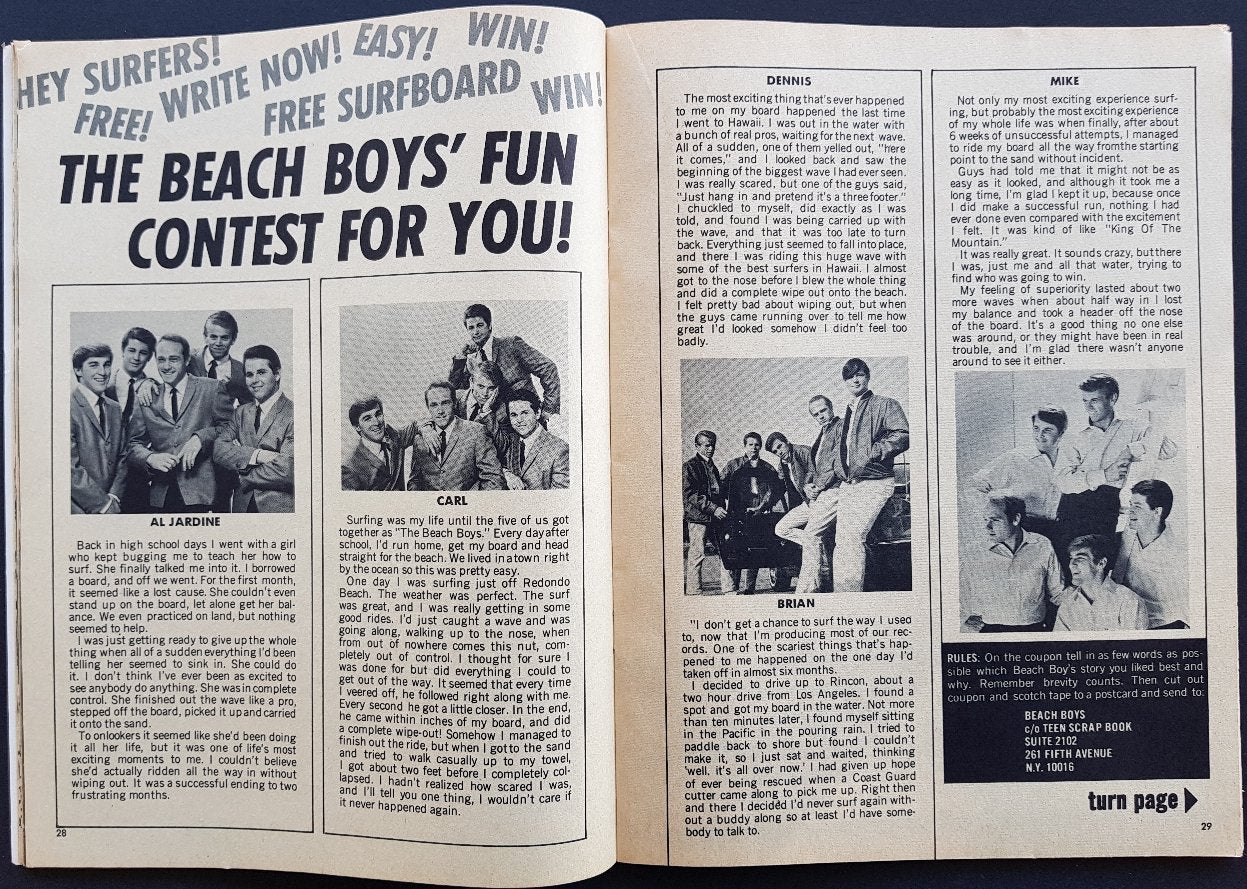 HEY SURFERS!
FREE! WRITE NOW! EASY! WIN!
FREE SURFBOARD WIN!
THE BEACH BOYS' FUN
CONTEST FOR YOU!
AL JARDINE
Back in high school days I went with a girl
who kept bugging me to teach her how to
surf. She finally talked me into it. I borrowed
a board, and off we went. For the first month,
it seemed like a lost cause. She couldn't even
stand up on the board, let alone get her bal-
ance. We even practiced on land, but nothing
seemed to help.
I was just getting ready to give up the whole
thing when all of a sudden everything I'd been
telling her seemed to sink in. She could do
it. I don't think I've ever been as excited to
see anybody do anything. She was in complete
control. She finished out the wave like a pro,
stepped off the board, picked it up and carried
it onto the sand.
To onlookers it seemed like she'd been doing
it all her life, but it was one of life's most
exciting moments to me. I couldn't believe
she'd actually ridden all the way in without
wiping out. It was a successful ending to two
frustrating months.
28
CARL
Surfing was my life until the five of us got
together as "The Beach Boys." Every day after
school, I'd run home, get my board and head
straight for the beach. We lived in a town right
by the ocean so this was pretty easy.
One day I was surfing just off Redondo
Beach. The weather was perfect. The surf
was great, and I was really getting in some
good rides. I'd just caught a wave and was
going along, walking up to the nose, when
from out of nowhere comes this nut, com-
pletely out of control. I thought for sure I
was done for but did everything I could to
get out of the way. It seemed that every time
I veered off, he followed right along with me.
Every second he got a little closer. In the end,
he came within inches of my board, and did
a complete wipe-out! Somehow I managed to
finish out the ride, but when I got to the sand
and tried to walk casually up to my towel,
I got about two feet before I completely col-
lapsed. I hadn't realized how scared I was,
and I'll tell you one thing, I wouldn't care if
it never happened again.
DENNIS
The most exciting thing that's ever happened
to me on my board happened the last time
I went to Hawaii. I was out in the water with
a bunch of real pros, waiting for the next wave.
All of a sudden, one of them yelled out, "here
it comes," and I looked back and saw the
beginning of the biggest wave I had ever seen.
I was really scared, but one of the guys said,
"Just hang in and pretend it's a three footer."
I chuckled to myself, did exactly as I was
told, and found I was being carried up with
the wave, and that it was too late to turn
back. Everything just seemed to fall into place,
and there I was riding this huge wave with
some of the best surfers in Hawaii. I almost
got to the nose before I blew the whole thing
and did a complete wipe out onto the beach.
I felt pretty bad about wiping out, but when
the guys came running over to tell me how
great I'd looked somehow I didn't feel too
badly.
BRIAN
"I don't get a chance to surf the way I used
to, now that I'm producing most of our rec-
ords. One of the scariest things that's hap-
pened to me happened on the one day I'd
taken off in almost six months.
I decided to drive up to Rincon, about a
two hour drive from Los Angeles. I found a
spot and got my board in the water. Not more
than ten minutes later, I found myself sitting
in the Pacific in the pouring rain. I tried to
paddle back to shore but found I couldn't
make it, so I just sat and waited, thinking
'well, it's all over now.' I had given up hope
of ever being rescued when a Coast Guard
cutter came along to pick me up. Right then
and there I decided I'd never surf again with-
out a buddy along so at least I'd have some-
body to talk to.
MIKE
Not only my most exciting experience surf-
ing, but probably the most exciting experience
of my whole life was when finally, after about
6 weeks of unsuccessful attempts, I managed
to ride my board all the way fromthe starting
point to the sand without incident.
Guys had told me that it might not be as
easy as it looked, and although it took me a
long time, I'm glad I kept it up, because once
I did make a successful run, nothing I had
ever done even compared with the excitement
I felt. It was kind of like "King Of The
Mountain."
It was really great. It sounds crazy, but there
I was, just me and all that water, trying to
find who was going to win.
My feeling of superiority lasted about two
more waves when about half way in I lost
my balance and took a header off the nose
of the board. It's a good thing no one else
was around, or they might have been in real
trouble, and I'm glad there wasn't anyone
around to see it either.
RULES: On the coupon tell in as few words as pos-
sible which Beach Boy's story you liked best and
why. Remember brevity counts. Then cut out
coupon and scotch tape to a postcard and send to:
BEACH BOYS
c/o TEEN SCRAP BOOK
SUITE 2102
261 FIFTH AVENUE
N.Y. 10016
turn page
29